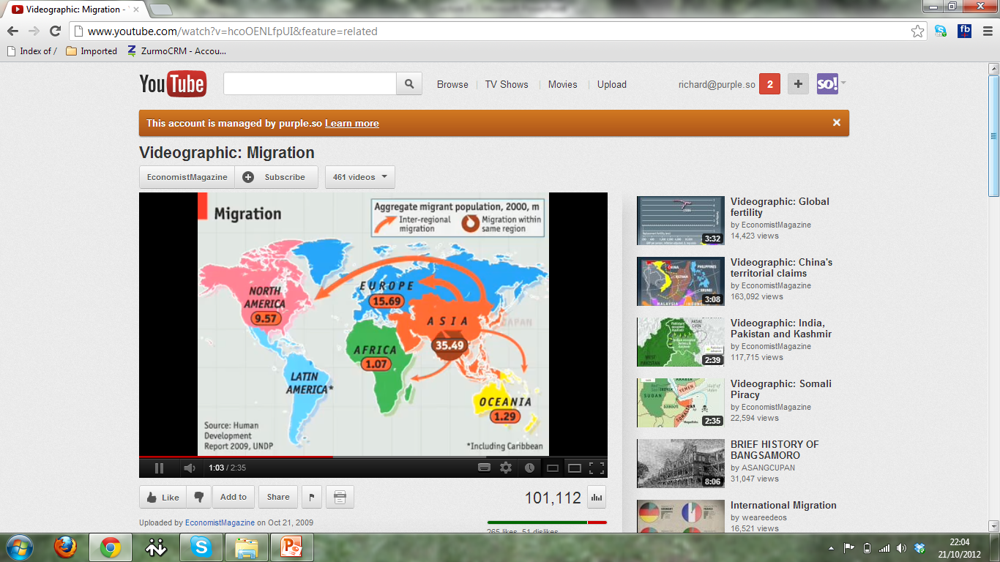 Videographic: Migration - Y
www.youtube.com/watch?v=hcoOENLfpUI&feature=related
Index of /
Imported
ZurmoCRM - Accou...
YouTube
Browse
TV Shows
Movies
Upload
richard@purple.so
2
so!
This account is managed by purple.so Learn more
Videographic: Migration
EconomistMagazine
Subscribe
461 videos
Migration
Aggregate migrant population, 2000, m
Inter-regional
migration
Migration within
same region
NORTH
AMERICA
9.57
EUROPE
15.69
ASIA
35.49
JAPAN
AFRICA
1.07
LATIN
AMERICA*
OCEANIA
1.29
Source: Human
Development
Report 2009, UNDP
*Including Caribbean
1:03 / 2:35
Like
Add to
Share
101,112
Uploaded by EconomistMagazine on Oct 21, 2009
265 likes, 51 dislikes
3:32
Videographic: Global
fertility
by EconomistMagazine
14,423 views
CHINA
VIETNAM
PHILIPPINES
BRUNEI
MALAYSIA
3:08
Videographic: China's
territorial claims
by EconomistMagazine
163,092 views
2:39
Videographic: India,
Pakistan and Kashmir
by EconomistMagazine
117,715 views
SUDAN
YEMEN
2:35
Videographic: Somali
Piracy
by EconomistMagazine
22,594 views
8:06
BRIEF HISTORY OF
BANGSAMORO
by ASANGCUPAN
31,047 views
International Migration
by weareedeos
16,521 views
fb
22:04
21/10/2012